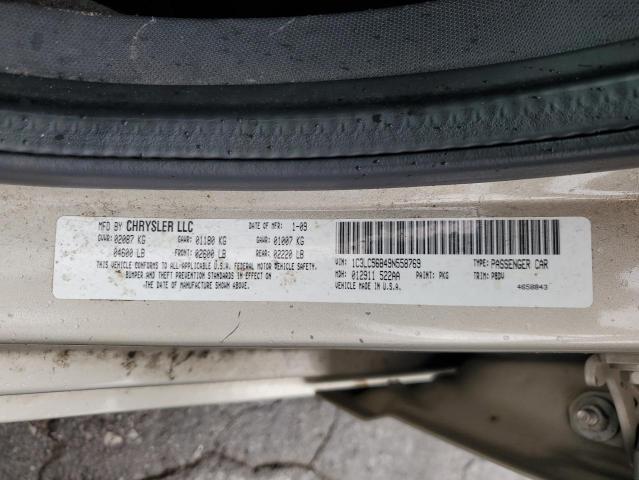 MFD BY CHRYSLER LLC DATE OF MFR: 1-09
GVWR: 02087 KG GAWR: 01180 KG GAWR: 01007 KG
04600 LB FRONT: 02600 LB REAR: 02220 LB
THIS VEHICLE CONFORMS TO ALL APPLICABLE U.S.A. FEDERAL MOTOR VEHICLE SAFETY,
BUMPER AND THEFT PREVENTION STANDARDS IN EFFECT ON
THE DATE OF MANUFACTURE SHOWN ABOVE.
VIN: 1C3LC56B49N558769 TYPE: PASSENGER CAR
MDH: 012911 522AA PAINT: PKG TRIM: PBDV
VEHICLE MADE IN U.S.A. 4658843